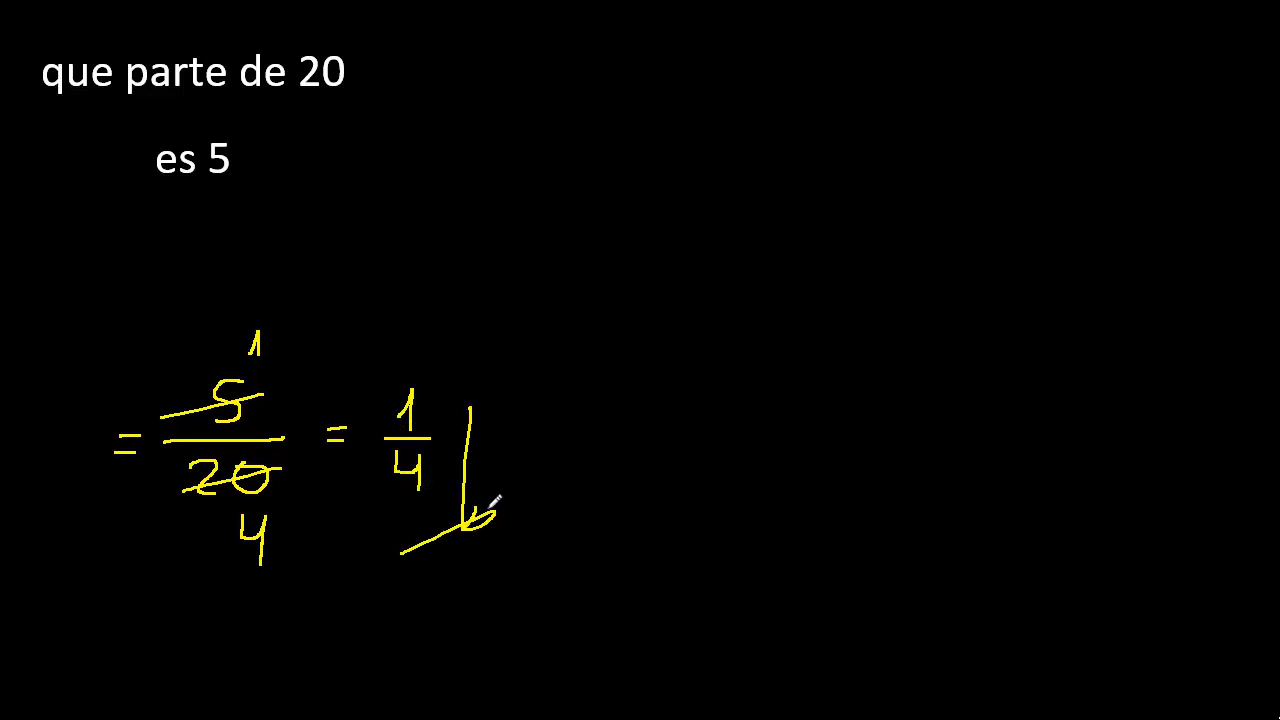 que parte de 20
es 5
1
= 5/20 = 1/4
4